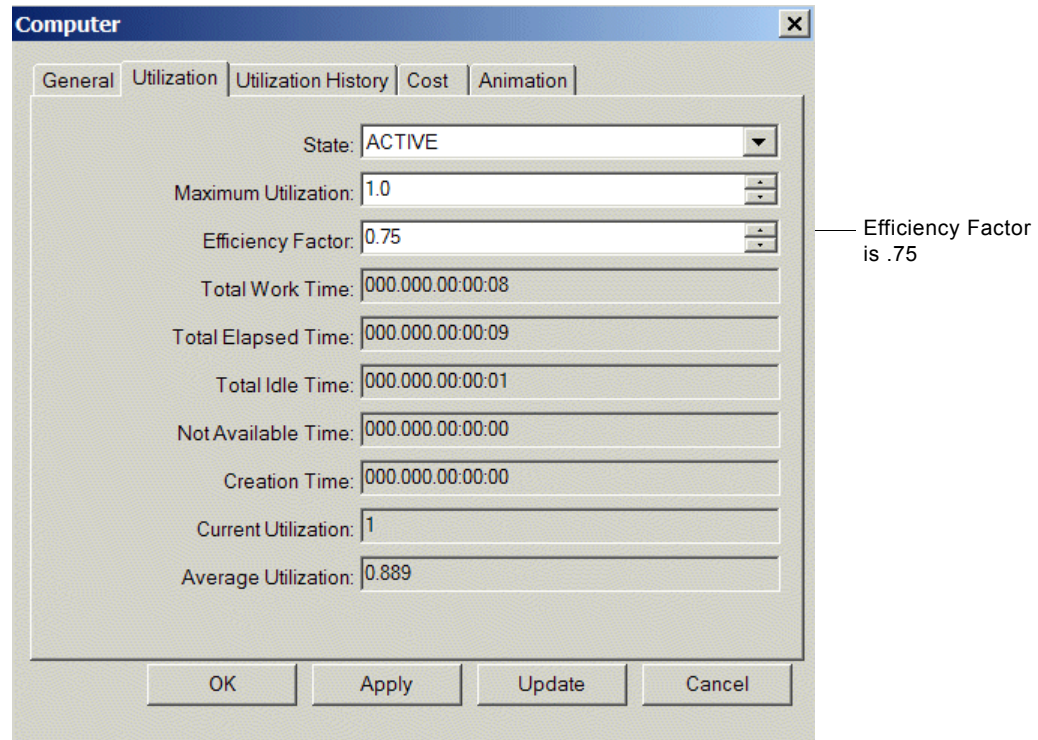 Computer
General Utilization Utilization History Cost Animation
State: ACTIVE
Maximum Utilization: 1.0
Efficiency Factor: 0.75
Efficiency Factor
is .75
Total Work Time: 000.000.00:00:08
Total Elapsed Time: 000.000.00:00:09
Total Idle Time: 000.000.00:00:01
Not Available Time: 000.000.00:00:00
Creation Time: 000.000.00:00:00
Current Utilization: 1
Average Utilization: 0.889
OK Apply Update Cancel